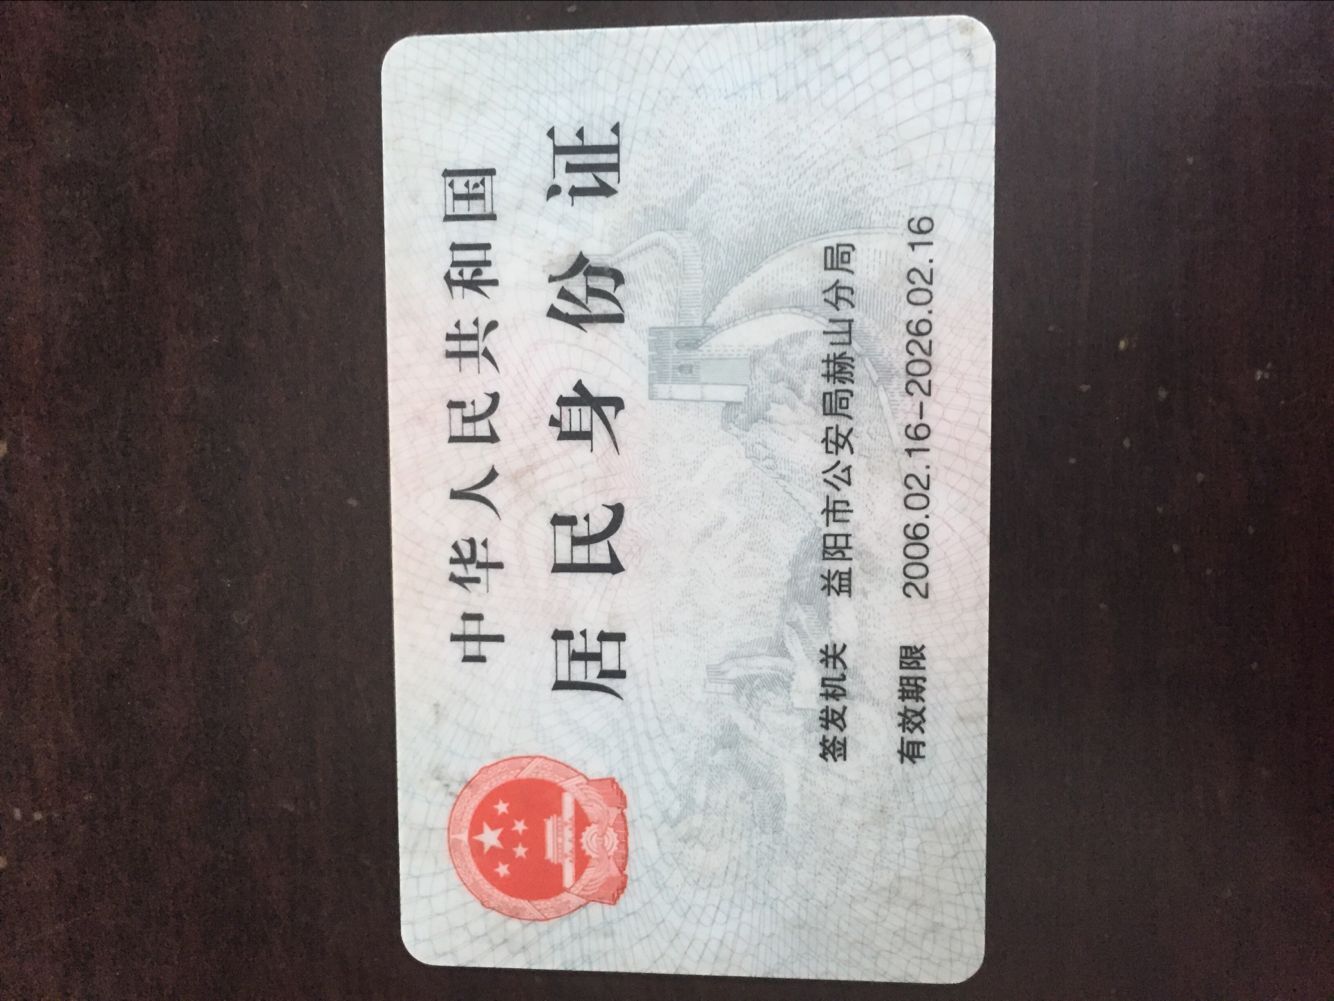 中华人民共和国
居民身份证
签发机关 益阳市公安局赫山分局
有效期限 2006.02.16-2026.02.16